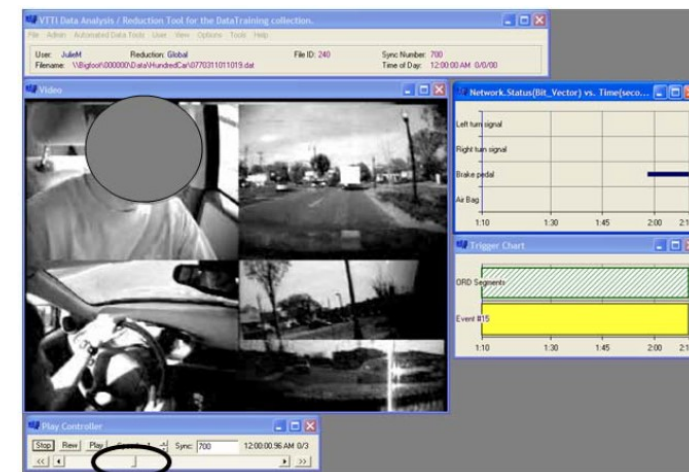 VTTI Data Analysis / Reduction Tool for the DataTraining collection.
File Admin Automated Data Tools User View Options Tools Help
User: JulieM Reduction: Global File ID: 240 Sync Number: 700
Filename: \\Bigfoot\000000\Data\HundredCar\0770311011019.dat Time of Day: 12:00:00 AM 0/0/00
Video
Network.Status(Bit_Vector) vs. Time(seco...
Left turn signal
Right turn signal
Brake pedal
Air Bag
1:10 1:30 1:45 2:00
Trigger Chart
ORD Segments
Event #15
1:10 1:30 1:45 2:00
Play Controller
Stop Rew Play Sync: 700 12:00:00.96 AM 0/3
<< >>